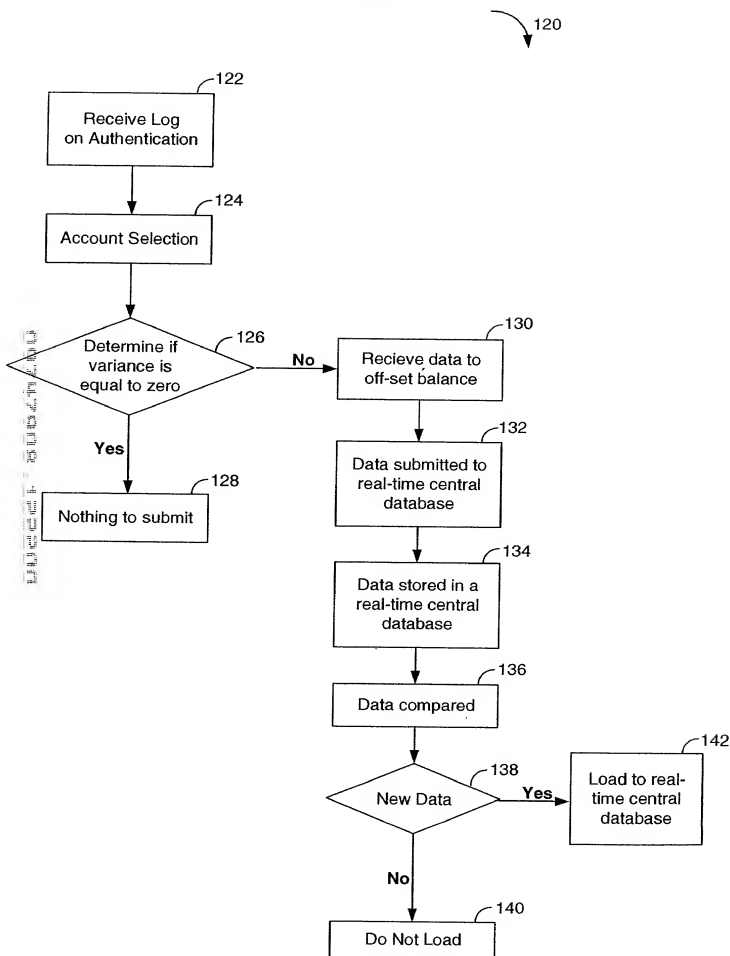 120
122
Receive Log
on Authentication
124
Account Selection
126
Determine if
variance is
equal to zero
No
130
Recieve data to
off-set balance
Yes
128
Nothing to submit
132
Data submitted to
real-time central
database
134
Data stored in a
real-time central
database
136
Data compared
138
New Data
Yes
142
Load to real-
time central
database
No
140
Do Not Load